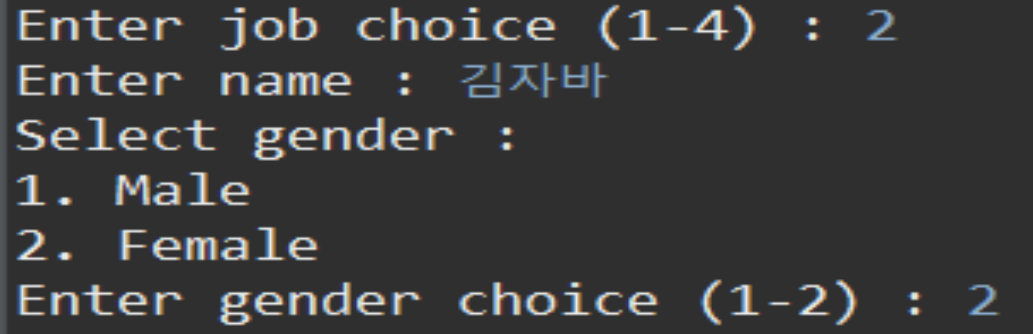 Enter job choice (1-4) : 2
Enter name : 김자바
Select gender :
1. Male
2. Female
Enter gender choice (1-2) : 2